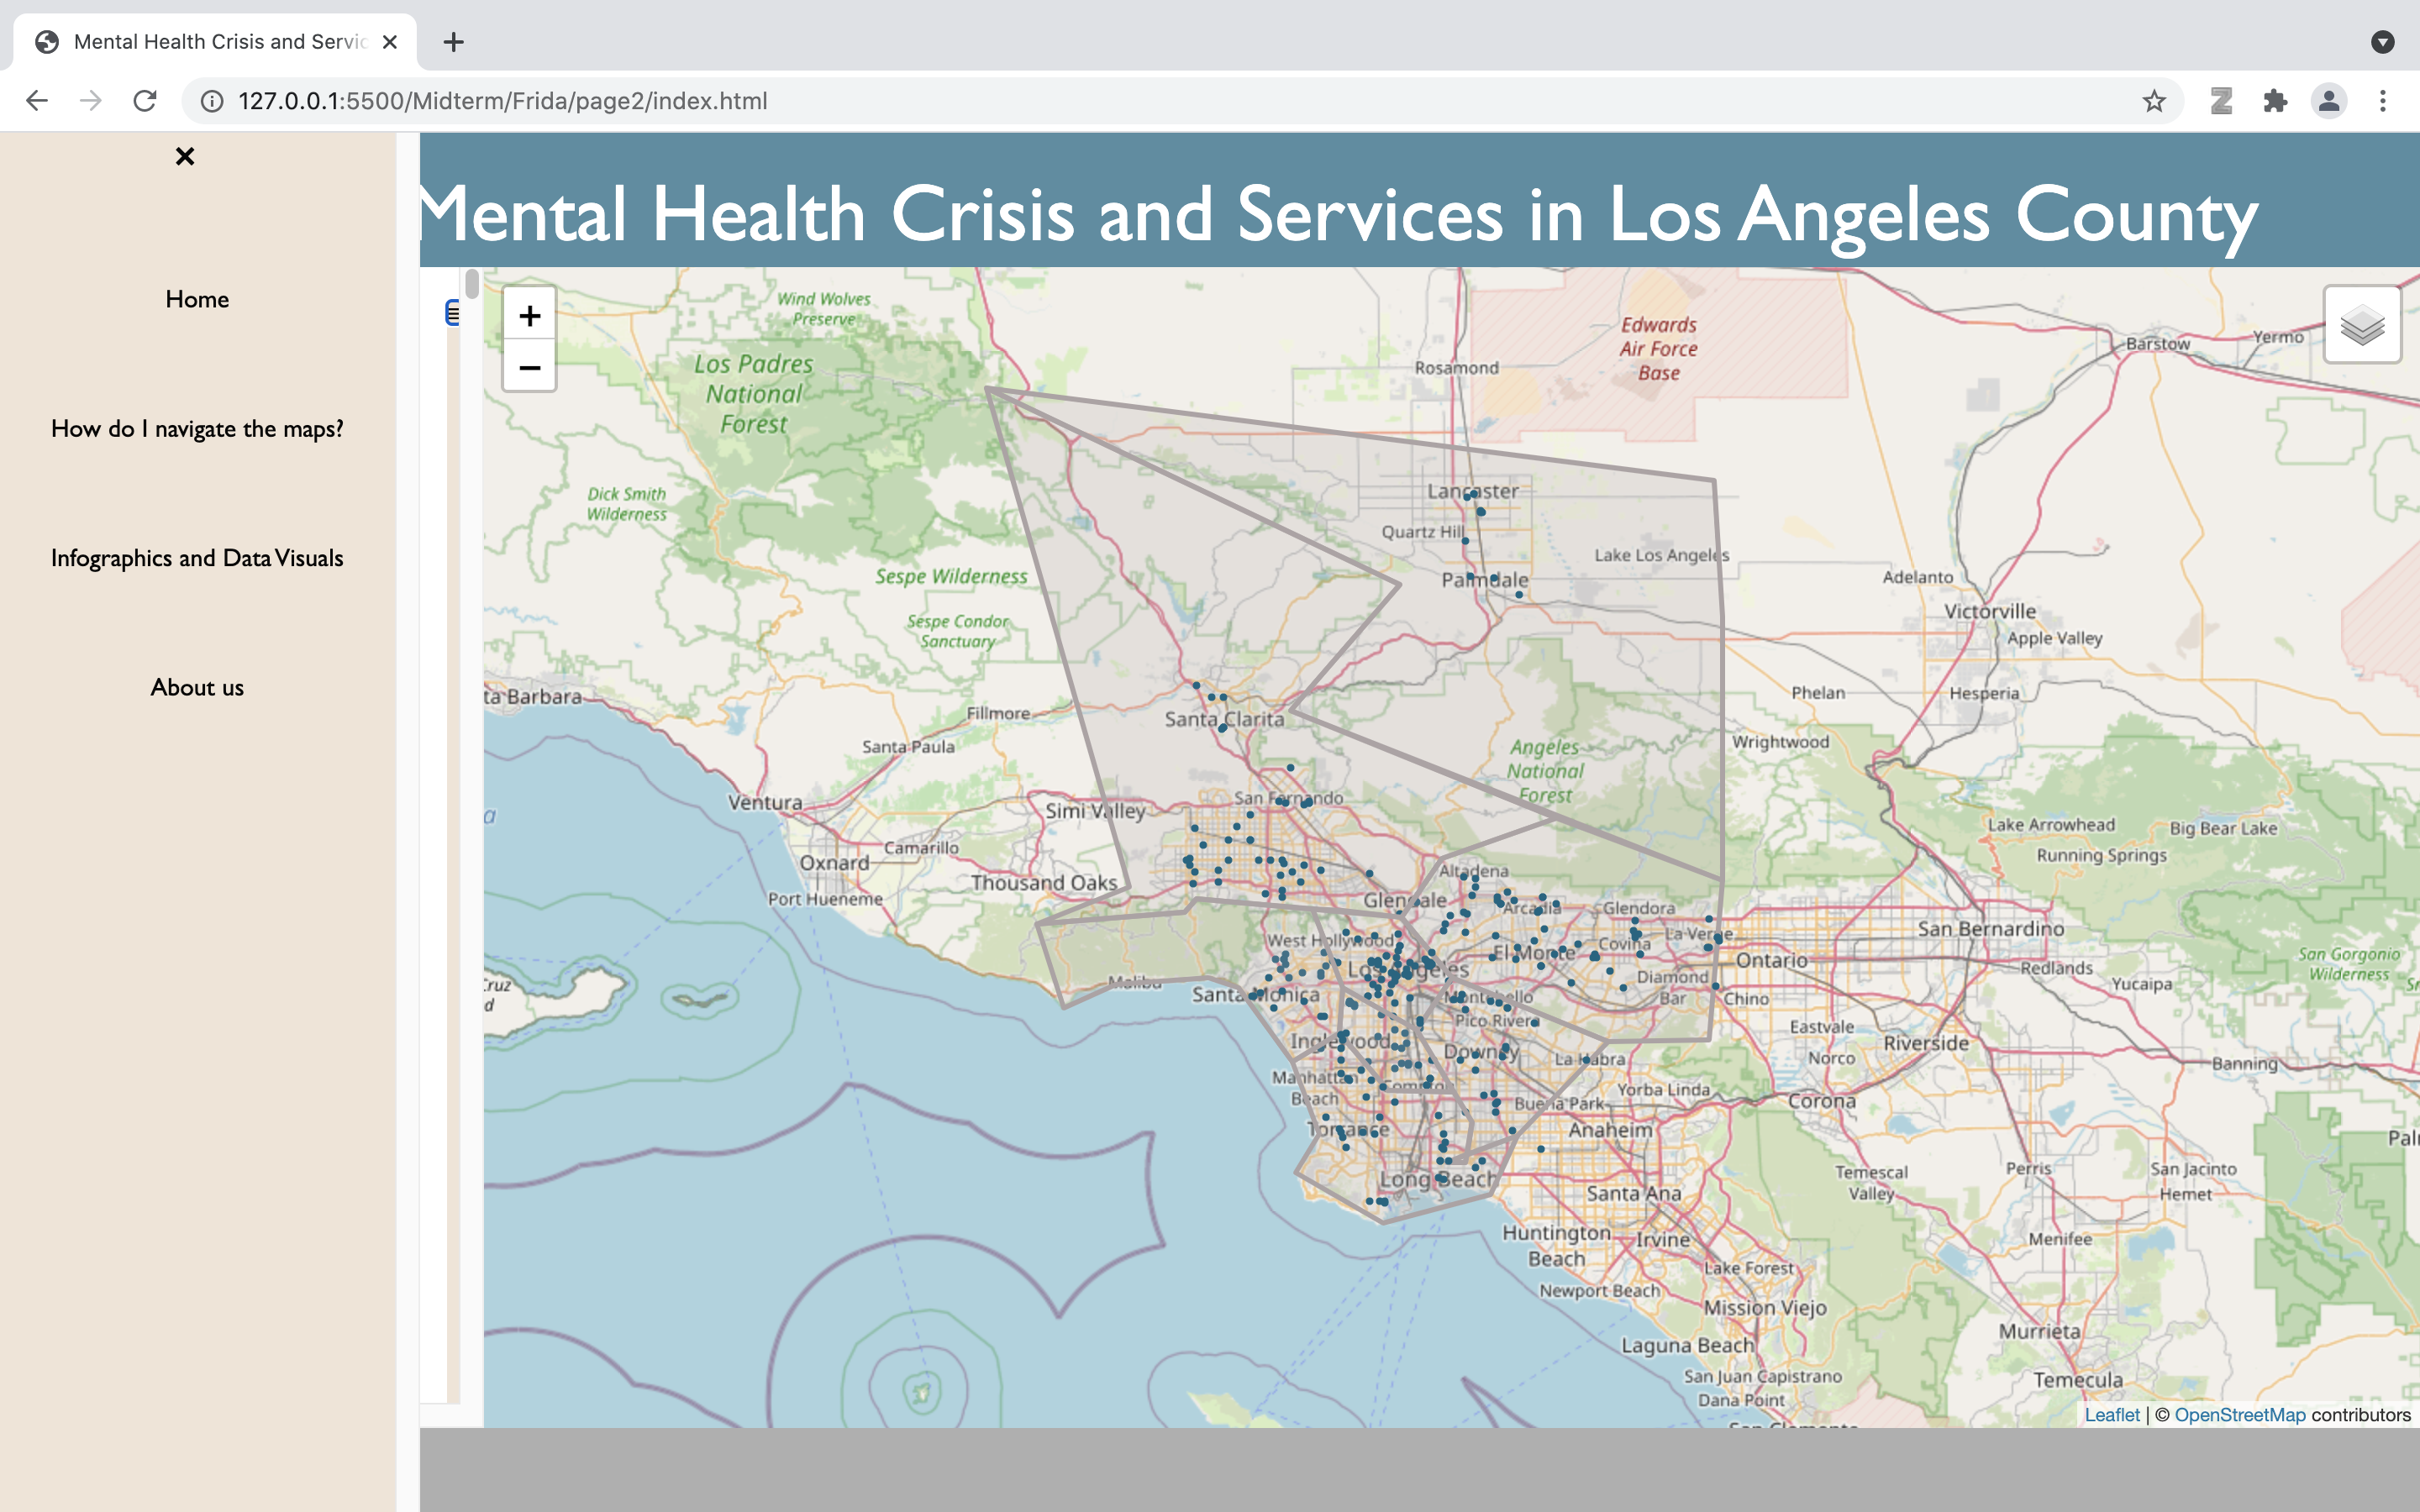 Mental Health Crisis and Servic
127.0.0.1:5500/Midterm/Frida/page2/index.html
Home
How do I navigate the maps?
Infographics and Data Visuals
About us
Mental Health Crisis and Services in Los Angeles County
+
−
Wind Wolves
Preserve
Los Padres
National
Forest
Edwards
Air Force
Base
Rosamond
Barstow
Yermo
Dick Smith
Wilderness
Lancaster
Quartz Hill
Lake Los Angeles
Palmdale
Sespe Wilderness
Sespe Condor
Sanctuary
Adelanto
Victorville
Apple Valley
ta Barbara
Fillmore
Santa Clarita
Phelan
Hesperia
Santa Paula
Wrightwood
Angeles
National
Forest
Ventura
Simi Valley
San Fernando
a
Lake Arrowhead
Big Bear Lake
Running Springs
Camarillo
Oxnard
Thousand Oaks
Port Hueneme
Altadena
Glendale
Arcadia
Glendora
West Hollywood
El Monte
Covina
La Verne
San Bernardino
Ontario
Los Angeles
Redlands
San Gorgonio
Wilderness
Cruz
d
Malibu
Santa Monica
Montebello
Diamond
Bar
Chino
Yucaipa
Pico Rivera
Eastvale
Inglewood
Downey
La Habra
Norco
Riverside
Banning
Manhattan
Beach
Compton
Buena Park
Yorba Linda
Corona
Torrance
Anaheim
Long Beach
Santa Ana
Temescal
Valley
Perris
San Jacinto
Hemet
Pal
Huntington
Beach
Irvine
Menifee
Lake Forest
Newport Beach
Mission Viejo
Laguna Beach
Murrieta
San Juan Capistrano
Dana Point
Temecula
San Clemente
Leaflet | © OpenStreetMap contributors